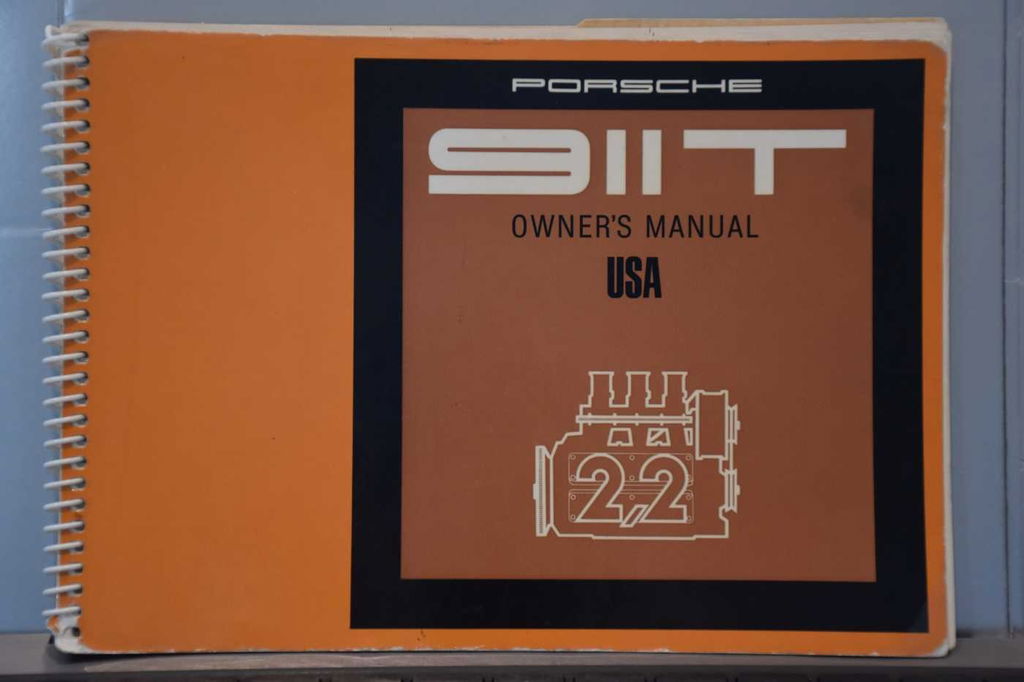 PORSCHE
911T
OWNER'S MANUAL
USA
2,2